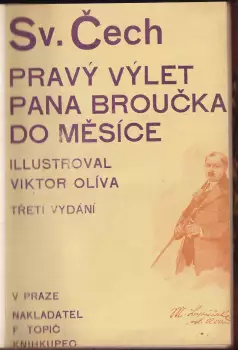 Sv. Čech
PRAVÝ VÝLET
PANA BROUČKA
DO MĚSÍCE
ILLUSTROVAL
VIKTOR OLÍVA
TŘETÍ VYDÁNÍ
V PRAZE
NAKLADATEL
F. TOPIČ
KNIHKUPEC